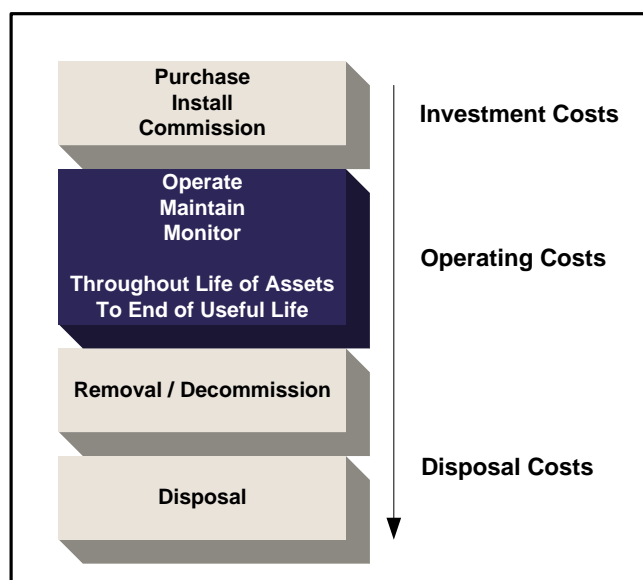 Purchase
Install
Commission
Investment Costs
Operate
Maintain
Monitor
Throughout Life of Assets
To End of Useful Life
Operating Costs
Removal / Decommission
Disposal
Disposal Costs